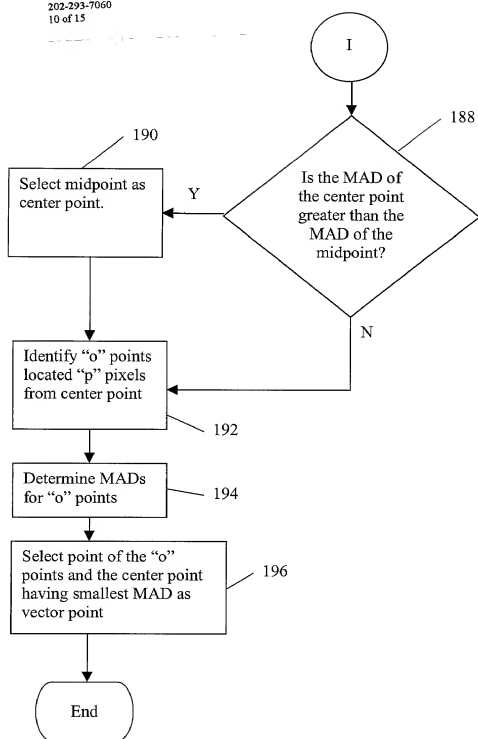 202-293-7060
10 of 15
I
188
Is the MAD of
the center point
greater than the
MAD of the
midpoint?
190
Select midpoint as
center point.
Y
N
Identify “o” points
located “p” pixels
from center point
192
Determine MADs
for “o” points
194
Select point of the “o”
points and the center point
having smallest MAD as
vector point
196
End